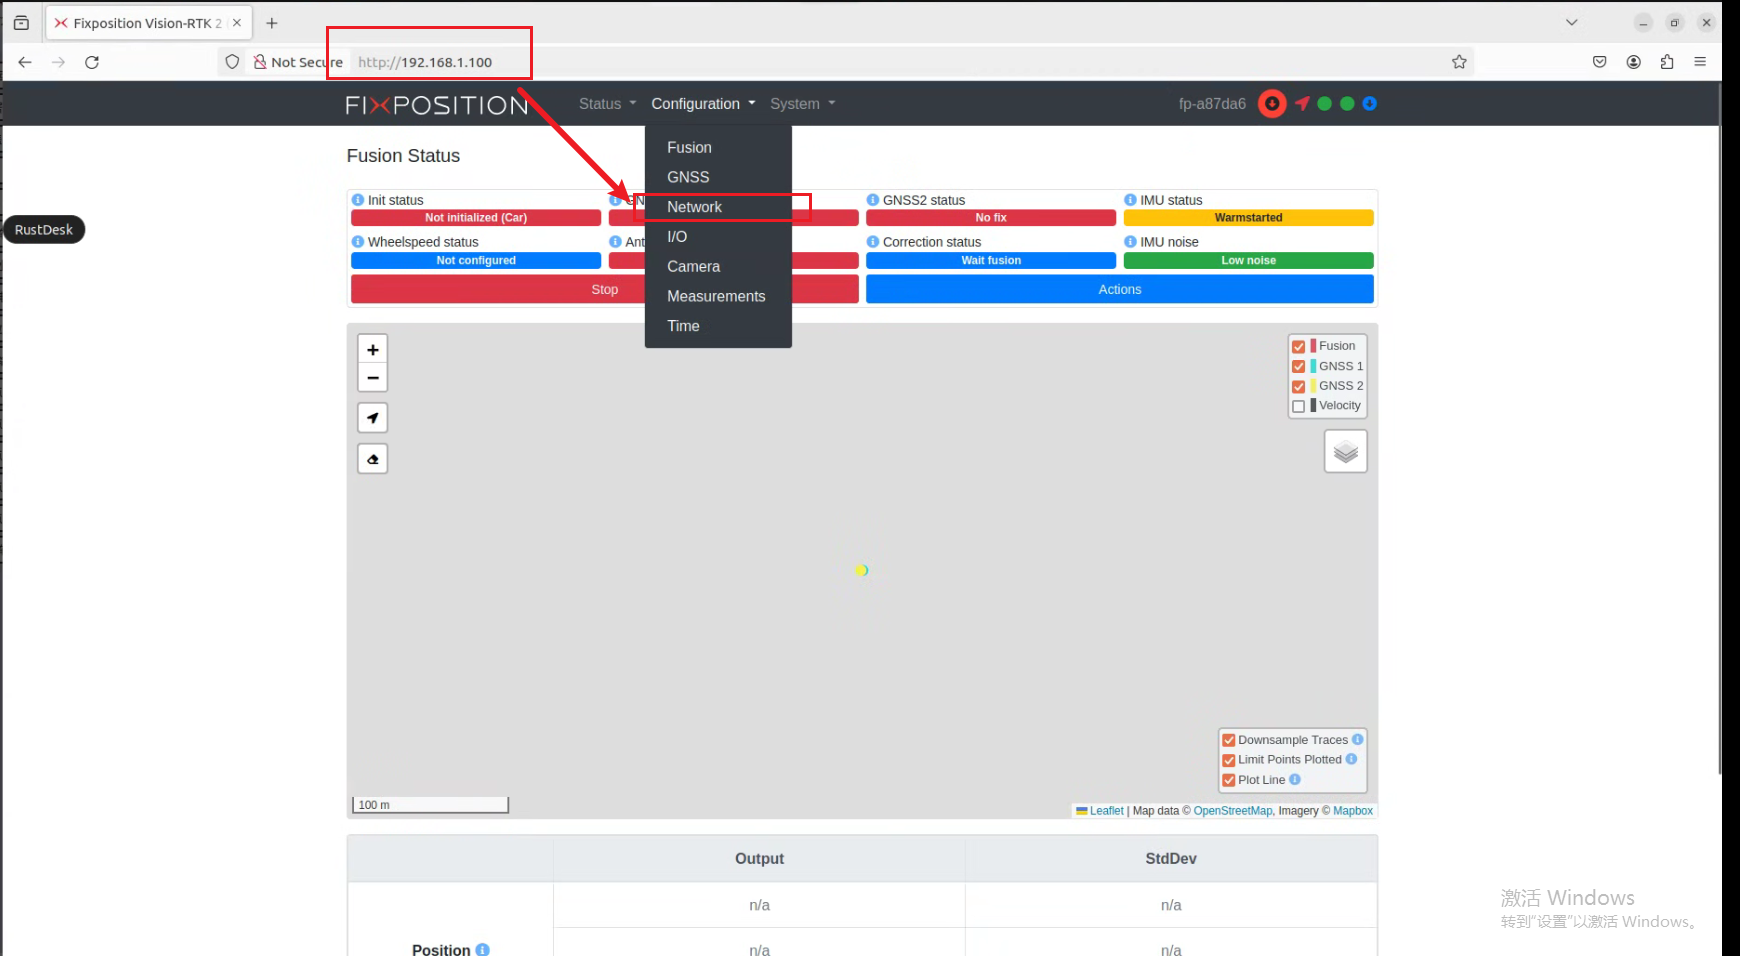 Fixposition Vision-RTK 2
Not Secure http://192.168.1.100
FIXPOSITION Status Configuration System fp-a87da6
Fusion
GNSS
Network
I/O
Camera
Measurements
Time
Fusion Status
Init status GN GNSS2 status IMU status
Not initialized (Car) No fix Warmstarted
RustDesk
Wheelspeed status Ant Correction status IMU noise
Not configured Wait fusion Low noise
Stop Actions
+
−
Fusion
GNSS 1
GNSS 2
Velocity
Downsample Traces
Limit Points Plotted
Plot Line
100 m
Leaflet | Map data © OpenStreetMap, Imagery © Mapbox
Output StdDev
n/a n/a
Position n/a n/a
激活 Windows
转到“设置”以激活 Windows。